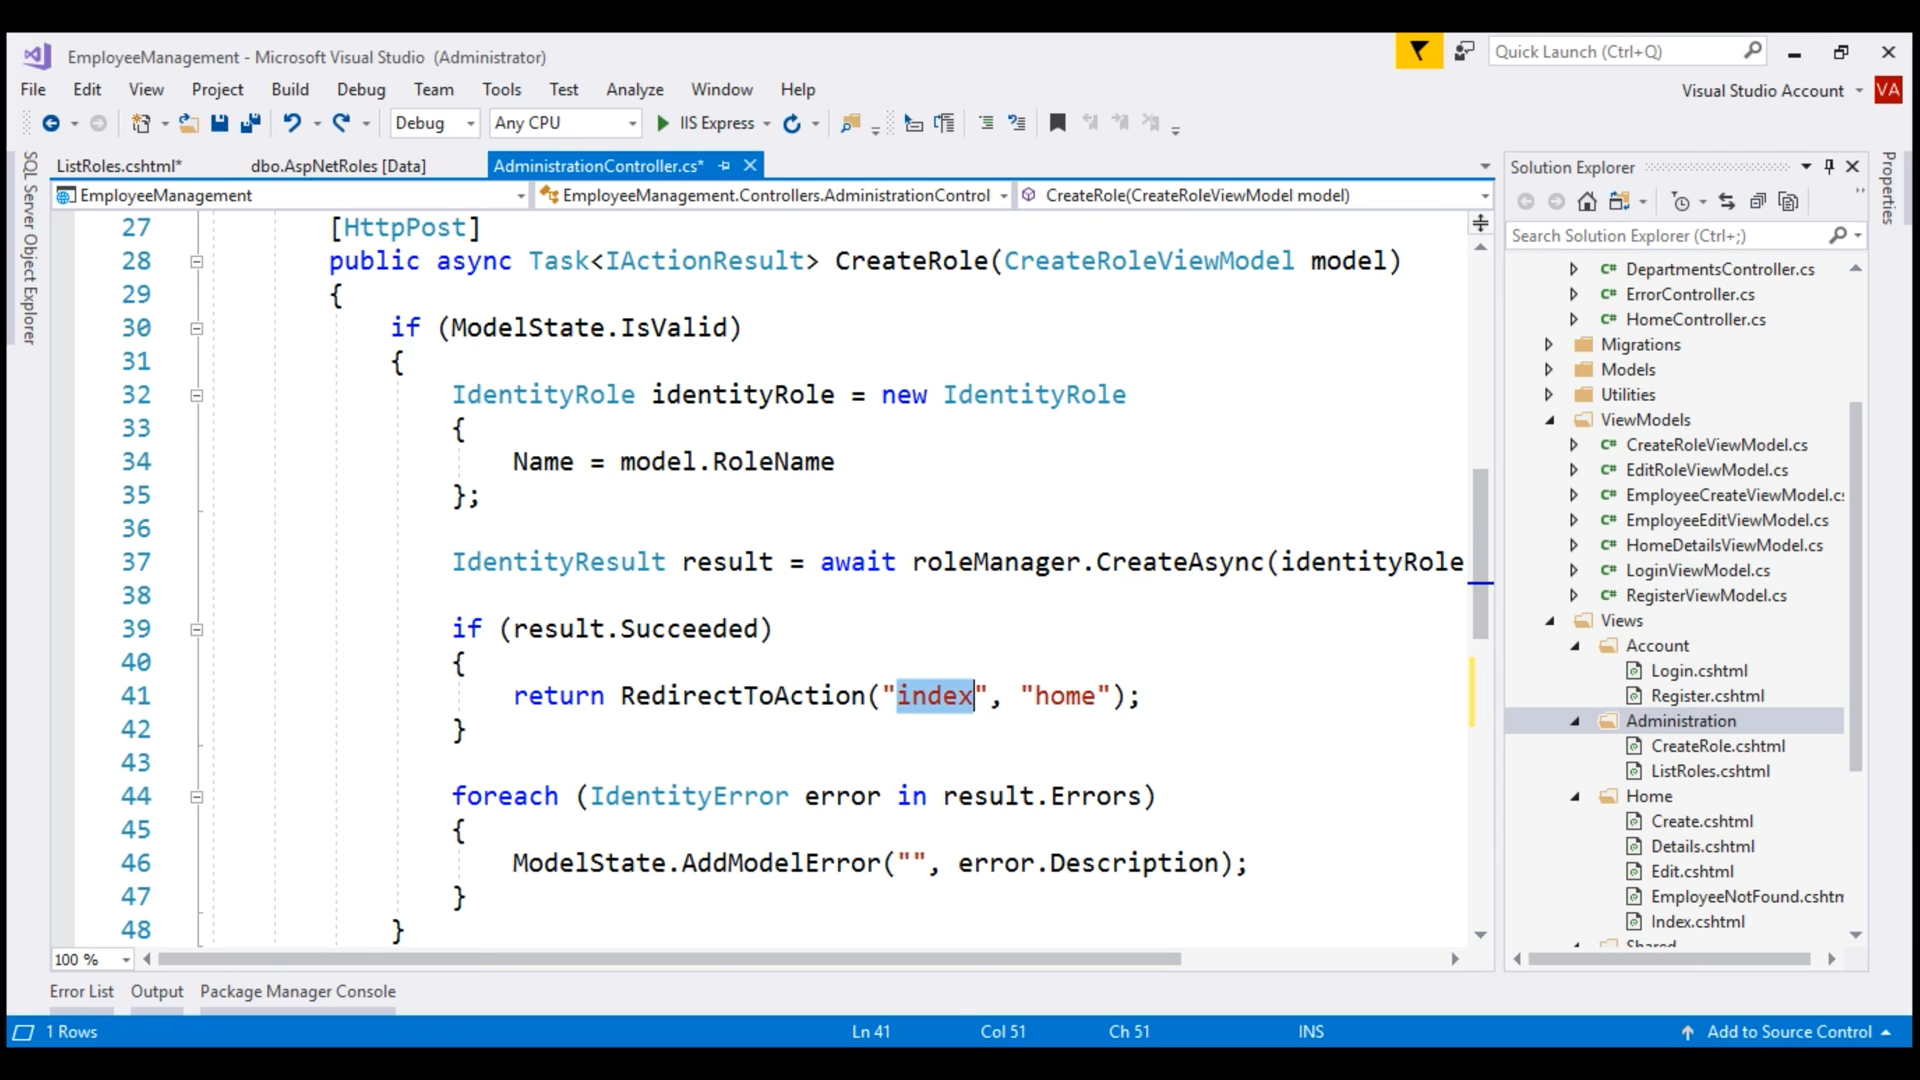 EmployeeManagement - Microsoft Visual Studio (Administrator)
Quick Launch (Ctrl+Q)
File Edit View Project Build Debug Team Tools Test Analyze Window Help
Visual Studio Account VA
Debug Any CPU IIS Express
SQL Server Object Explorer
ListRoles.cshtml* dbo.AspNetRoles [Data] AdministrationController.cs*
EmployeeManagement EmployeeManagement.Controllers.AdministrationControl CreateRole(CreateRoleViewModel model)
27 [HttpPost]
28 public async Task<IActionResult> CreateRole(CreateRoleViewModel model)
29 {
30 if (ModelState.IsValid)
31 {
32 IdentityRole identityRole = new IdentityRole
33 {
34 Name = model.RoleName
35 };
36
37 IdentityResult result = await roleManager.CreateAsync(identityRole
38
39 if (result.Succeeded)
40 {
41 return RedirectToAction("index", "home");
42 }
43
44 foreach (IdentityError error in result.Errors)
45 {
46 ModelState.AddModelError("", error.Description);
47 }
48 }
100 %
Solution Explorer
Search Solution Explorer (Ctrl+;)
C# DepartmentsController.cs
C# ErrorController.cs
C# HomeController.cs
Migrations
Models
Utilities
ViewModels
C# CreateRoleViewModel.cs
C# EditRoleViewModel.cs
C# EmployeeCreateViewModel.cs
C# EmployeeEditViewModel.cs
C# HomeDetailsViewModel.cs
C# LoginViewModel.cs
C# RegisterViewModel.cs
Views
Account
Login.cshtml
Register.cshtml
Administration
CreateRole.cshtml
ListRoles.cshtml
Home
Create.cshtml
Details.cshtml
Edit.cshtml
EmployeeNotFound.cshtm
Index.cshtml
Shared
Properties
Error List Output Package Manager Console
1 Rows Ln 41 Col 51 Ch 51 INS Add to Source Control